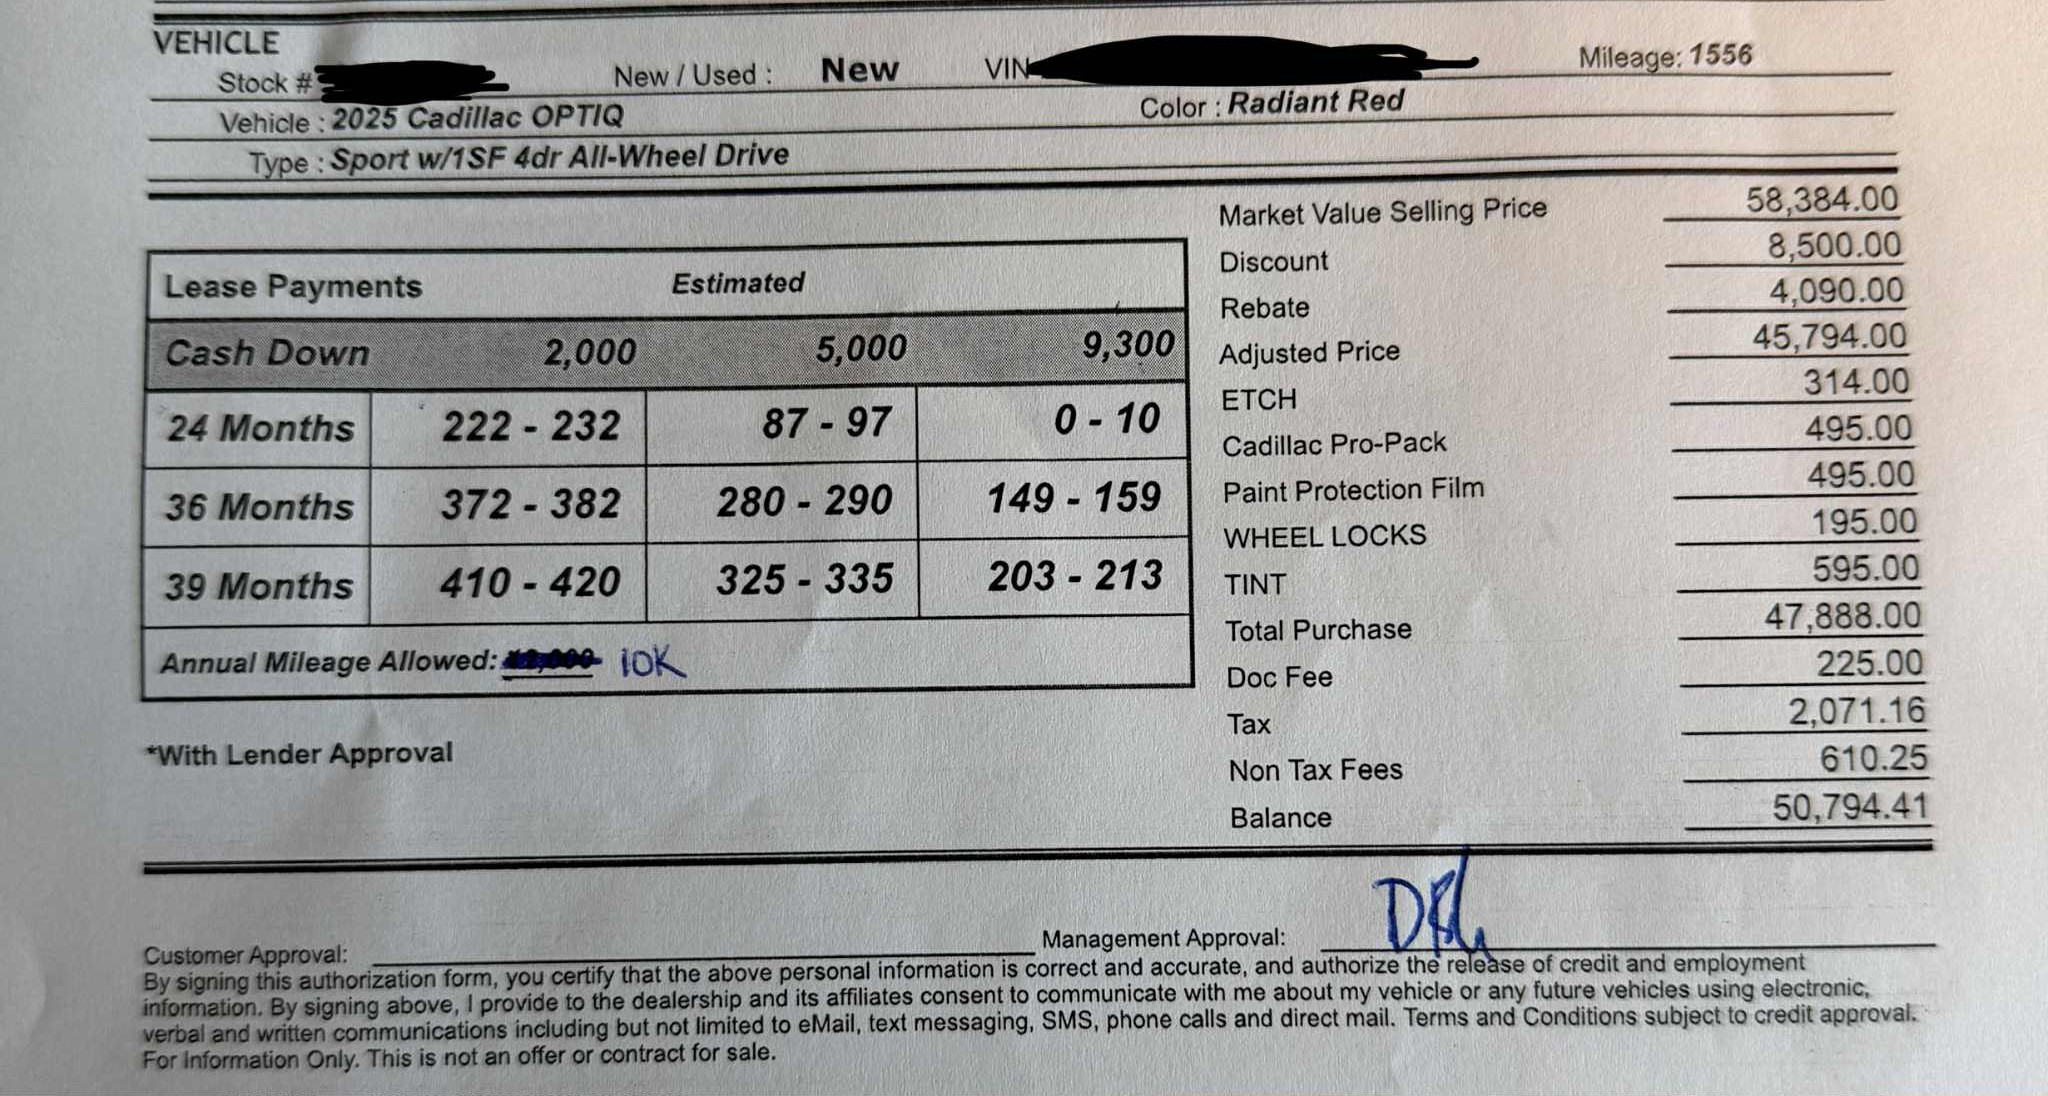 VEHICLE
Stock # New / Used : New VIN Mileage: 1556
Vehicle : 2025 Cadillac OPTIQ Color : Radiant Red
Type : Sport w/1SF 4dr All-Wheel Drive
Lease Payments Estimated
Cash Down 2,000 5,000 9,300
24 Months 222 - 232 87 - 97 0 - 10
36 Months 372 - 382 280 - 290 149 - 159
39 Months 410 - 420 325 - 335 203 - 213
Annual Mileage Allowed: 10K
*With Lender Approval
Market Value Selling Price 58,384.00
Discount 8,500.00
Rebate 4,090.00
Adjusted Price 45,794.00
ETCH 314.00
Cadillac Pro-Pack 495.00
Paint Protection Film 495.00
WHEEL LOCKS 195.00
TINT 595.00
Total Purchase 47,888.00
Doc Fee 225.00
Tax 2,071.16
Non Tax Fees 610.25
Balance 50,794.41
Customer Approval: Management Approval:
By signing this authorization form, you certify that the above personal information is correct and accurate, and authorize the release of credit and employment
information. By signing above, I provide to the dealership and its affiliates consent to communicate with me about my vehicle or any future vehicles using electronic,
verbal and written communications including but not limited to eMail, text messaging, SMS, phone calls and direct mail. Terms and Conditions subject to credit approval.
For Information Only. This is not an offer or contract for sale.